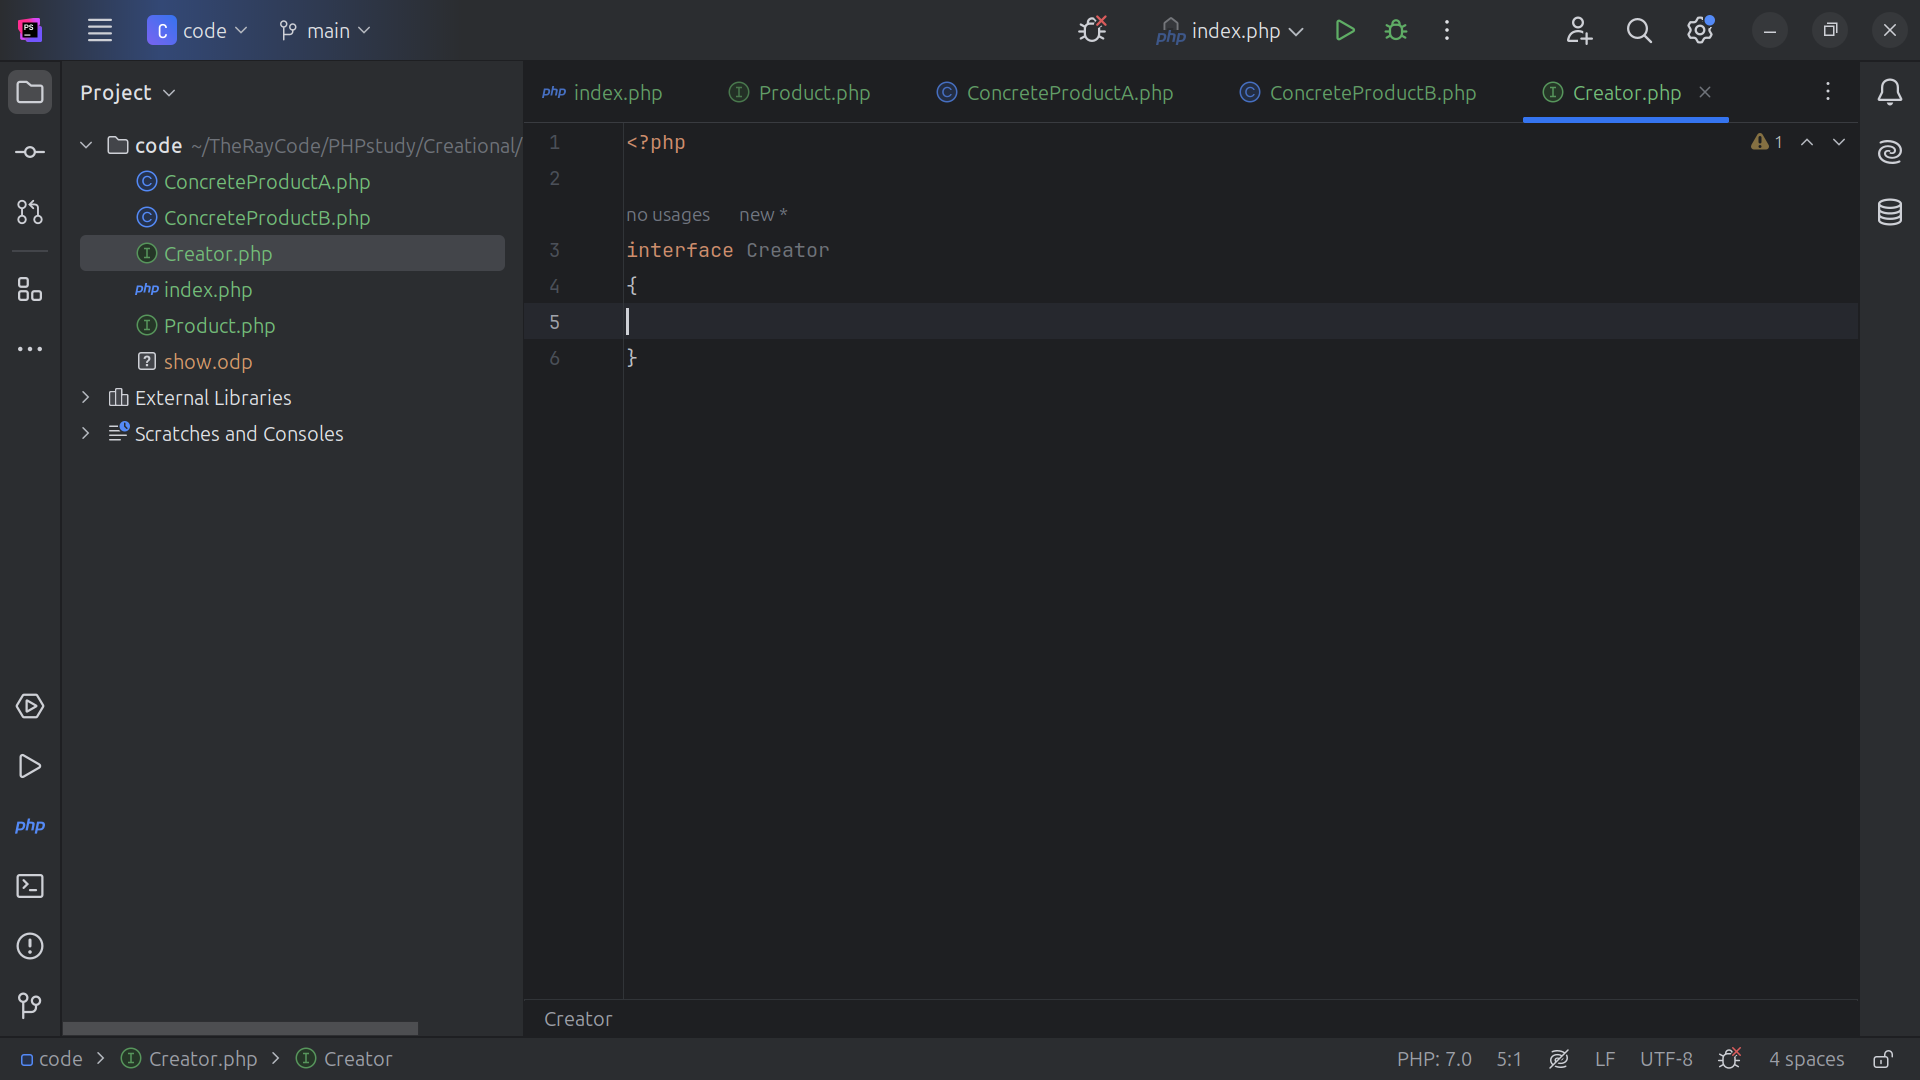 PS
C code main
php index.php
Project
php index.php Product.php ConcreteProductA.php ConcreteProductB.php Creator.php
code ~/TheRayCode/PHPstudy/Creational/
ConcreteProductA.php
ConcreteProductB.php
Creator.php
php index.php
Product.php
show.odp
External Libraries
Scratches and Consoles
php
1 <?php
1
2
no usages new *
3 interface Creator
4 {
5
6 }
Creator
code Creator.php Creator
PHP: 7.0 5:1 LF UTF-8 4 spaces